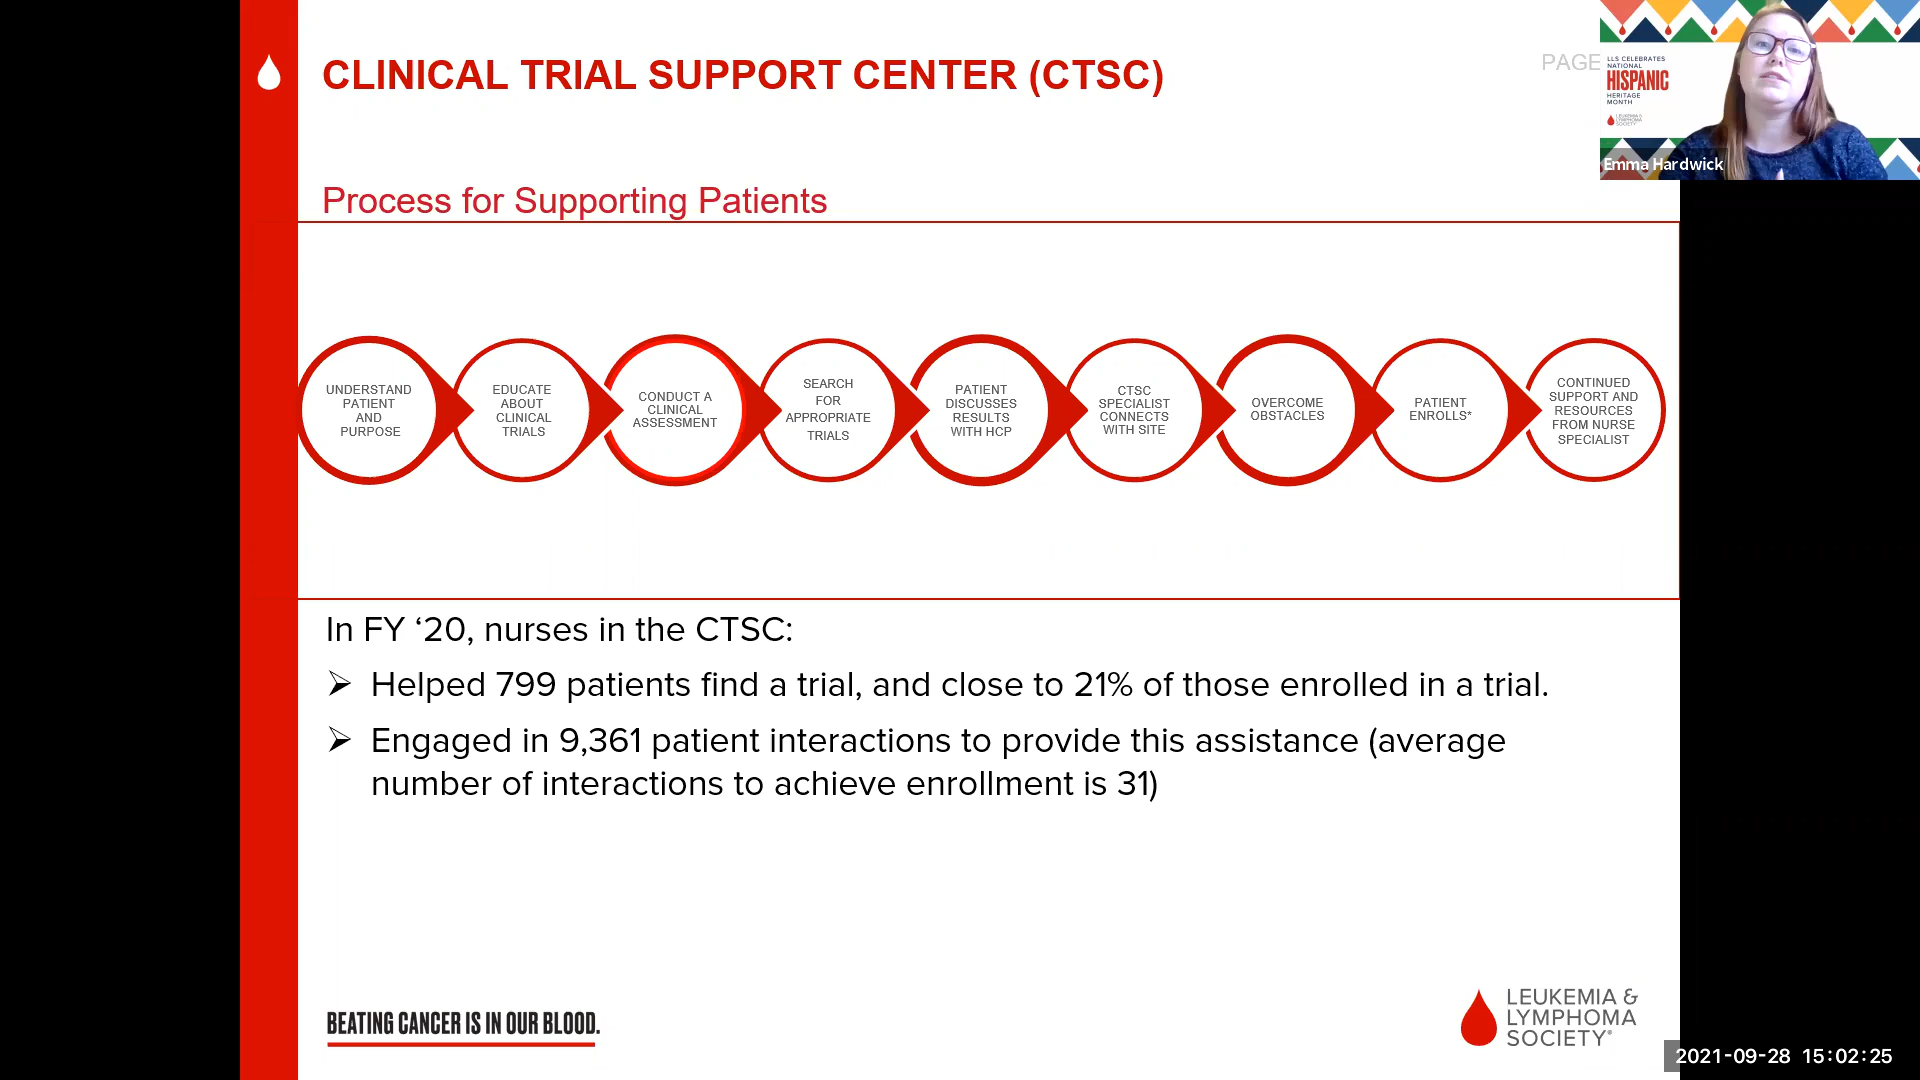 CLINICAL TRIAL SUPPORT CENTER (CTSC)
PAGE
LLS CELEBRATES
NATIONAL
HISPANIC
HERITAGE
MONTH
LEUKEMIA &
LYMPHOMA
SOCIETY
Emma Hardwick
Process for Supporting Patients
UNDERSTAND
PATIENT
AND
PURPOSE
EDUCATE
ABOUT
CLINICAL
TRIALS
CONDUCT A
CLINICAL
ASSESSMENT
SEARCH
FOR
APPROPRIATE
TRIALS
PATIENT
DISCUSSES
RESULTS
WITH HCP
CTSC
SPECIALIST
CONNECTS
WITH SITE
OVERCOME
OBSTACLES
PATIENT
ENROLLS*
CONTINUED
SUPPORT AND
RESOURCES
FROM NURSE
SPECIALIST
In FY ‘20, nurses in the CTSC:
Helped 799 patients find a trial, and close to 21% of those enrolled in a trial.
Engaged in 9,361 patient interactions to provide this assistance (average
number of interactions to achieve enrollment is 31)
BEATING CANCER IS IN OUR BLOOD.
LEUKEMIA &
LYMPHOMA
SOCIETY®
2021-09-28 15:02:25